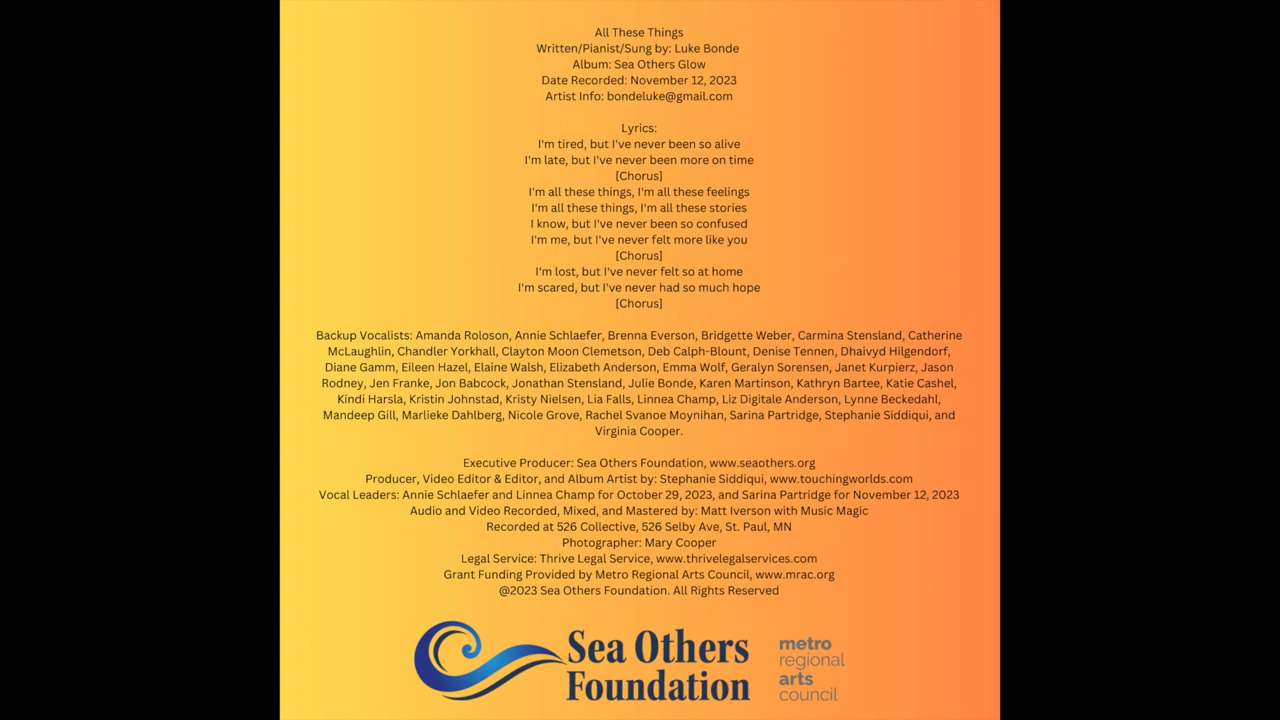 All These Things
Written/Pianist/Sung by: Luke Bonde
Album: Sea Others Glow
Date Recorded: November 12, 2023
Artist Info: bondeluke@gmail.com
Lyrics:
I'm tired, but I've never been so alive
I'm late, but I've never been more on time
[Chorus]
I'm all these things, I'm all these feelings
I'm all these things, I'm all these stories
I know, but I've never been so confused
I'm me, but I've never felt more like you
[Chorus]
I'm lost, but I've never felt so at home
I'm scared, but I've never had so much hope
[Chorus]
Backup Vocalists: Amanda Roloson, Annie Schlaefer, Brenna Everson, Bridgette Weber, Carmina Stensland, Catherine
McLaughlin, Chandler Yorkhall, Clayton Moon Clemetson, Deb Calph-Blount, Denise Tennen, Dhaivyd Hilgendorf,
Diane Gamm, Eileen Hazel, Elaine Walsh, Elizabeth Anderson, Emma Wolf, Geralyn Sorensen, Janet Kurpierz, Jason
Rodney, Jen Franke, Jon Babcock, Jonathan Stensland, Julie Bonde, Karen Martinson, Kathryn Bartee, Katie Cashel,
Kindi Harsla, Kristin Johnstad, Kristy Nielsen, Lia Falls, Linnea Champ, Liz Digitale Anderson, Lynne Beckedahl,
Mandeep Gill, Marlieke Dahlberg, Nicole Grove, Rachel Svanoe Moynihan, Sarina Partridge, Stephanie Siddiqui, and
Virginia Cooper.
Executive Producer: Sea Others Foundation, www.seaothers.org
Producer, Video Editor & Editor, and Album Artist by: Stephanie Siddiqui, www.touchingworlds.com
Vocal Leaders: Annie Schlaefer and Linnea Champ for October 29, 2023, and Sarina Partridge for November 12, 2023
Audio and Video Recorded, Mixed, and Mastered by: Matt Iverson with Music Magic
Recorded at 526 Collective, 526 Selby Ave, St. Paul, MN
Photographer: Mary Cooper
Legal Service: Thrive Legal Service, www.thrivelegalservices.com
Grant Funding Provided by Metro Regional Arts Council, www.mrac.org
@2023 Sea Others Foundation. All Rights Reserved
Sea Others
Foundation
metro
regional
arts
council